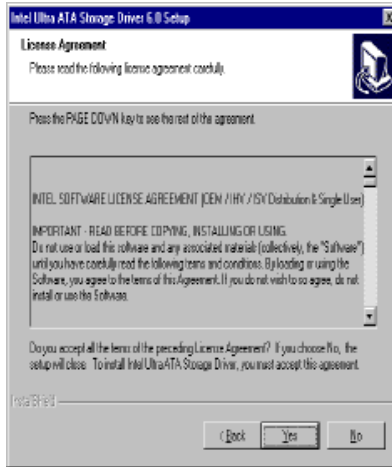 Intel Ultra ATA Storage Driver 6.0 Setup
License Agreement
Please read the following license agreement carefully.
Press the PAGE DOWN key to see the rest of the agreement.
INTEL SOFTWARE LICENSE AGREEMENT (OEM / IHV / ISV Distribution & Single User)
IMPORTANT - READ BEFORE COPYING, INSTALLING OR USING.
Do not use or load this software and any associated materials (collectively, the "Software")
until you have carefully read the following terms and conditions. By loading or using the
Software, you agree to the terms of this Agreement. If you do not wish to so agree, do not
install or use the Software.
Do you accept all the terms of the preceding License Agreement? If you choose No, the
setup will close. To install Intel Ultra ATA Storage Driver, you must accept this agreement.
InstallShield
< Back Yes No